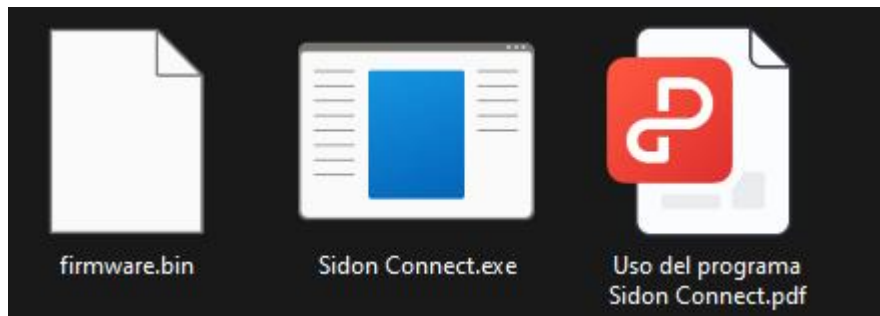 firmware.bin
Sidon Connect.exe
Uso del programa
Sidon Connect.pdf